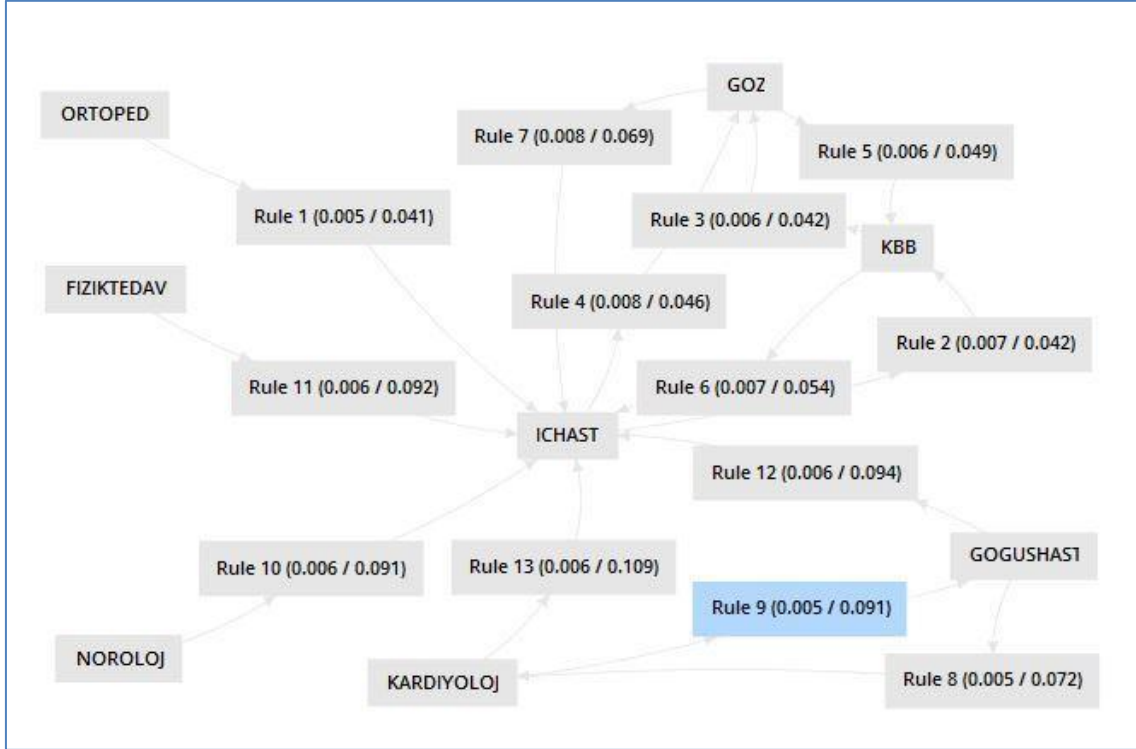 GOZ
ORTOPED
Rule 7 (0.008 / 0.069)
Rule 5 (0.006 / 0.049)
Rule 1 (0.005 / 0.041)
Rule 3 (0.006 / 0.042)
KBB
FIZIKTEDAV
Rule 4 (0.008 / 0.046)
Rule 2 (0.007 / 0.042)
Rule 11 (0.006 / 0.092)
Rule 6 (0.007 / 0.054)
ICHAST
Rule 12 (0.006 / 0.094)
Rule 10 (0.006 / 0.091)
Rule 13 (0.006 / 0.109)
GOGUSHAST
Rule 9 (0.005 / 0.091)
NOROLOJ
KARDIYOLOJ
Rule 8 (0.005 / 0.072)